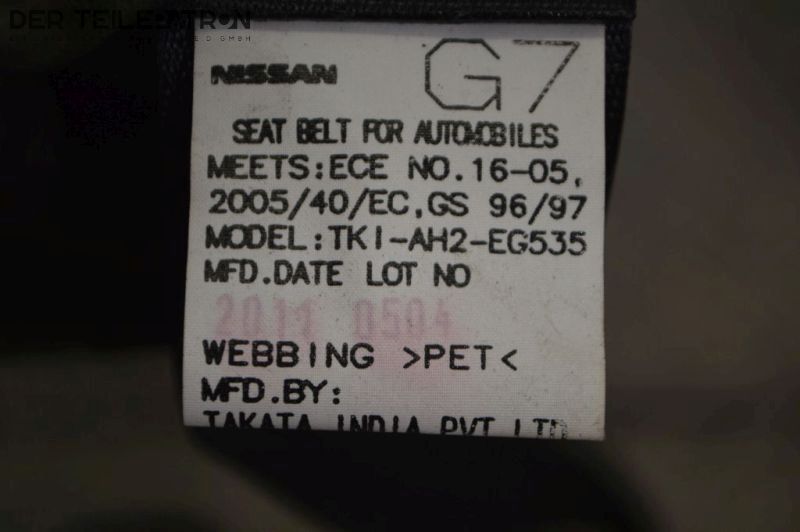 DER TEILEXTRON
NISSAN
G7
SEAT BELT FOR AUTOMOBILES
MEETS:ECE NO.16-05,
2005/40/EC,GS 96/97
MODEL:TKI-AH2-EG535
MFD.DATE LOT NO
2011 0504
WEBBING >PET<
MFD.BY:
TAKATA INDIA PVT LTD